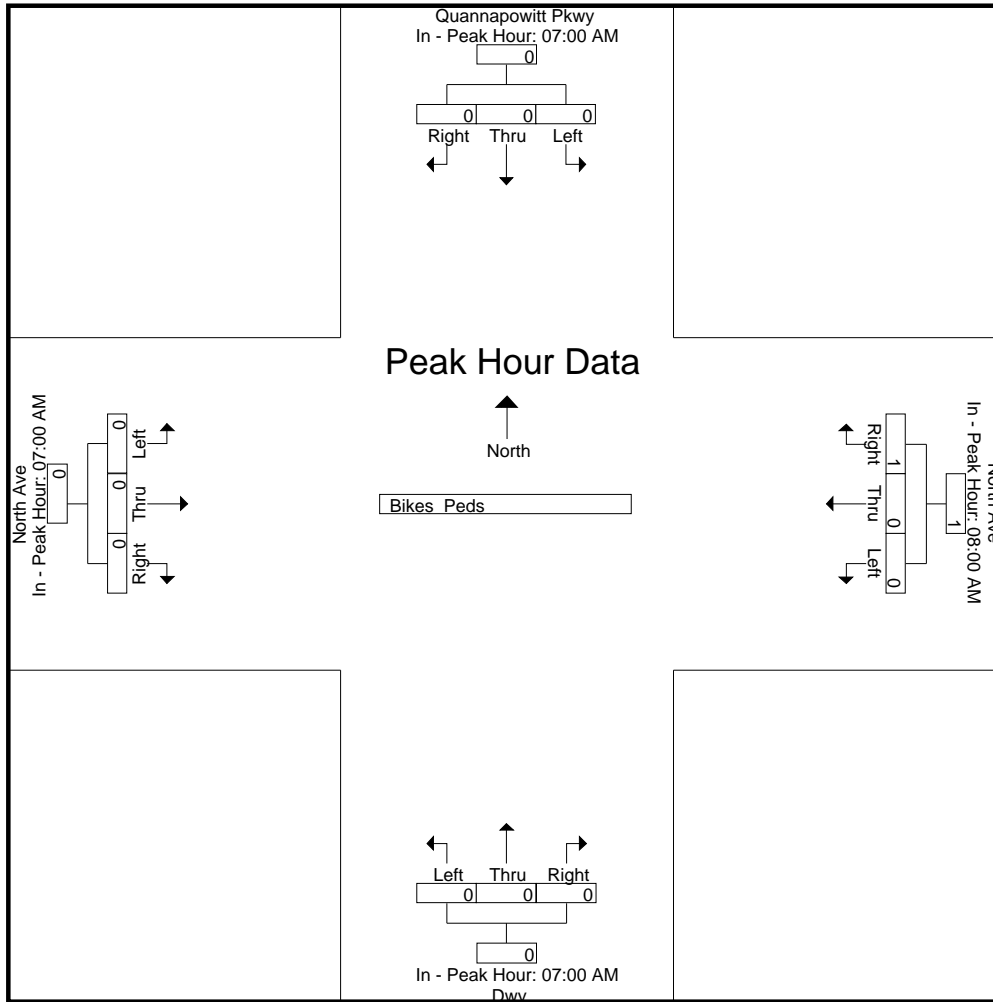 Quannapowitt Pkwy
In - Peak Hour: 07:00 AM
0
0 0 0
Right Thru Left
Peak Hour Data
North
Bikes Peds
North Ave
In - Peak Hour: 07:00 AM
0
0 0 0
Left Thru Right
North Ave
In - Peak Hour: 08:00 AM
1
1 0 0
Right Thru Left
Left Thru Right
0 0 0
0
In - Peak Hour: 07:00 AM
Dwy